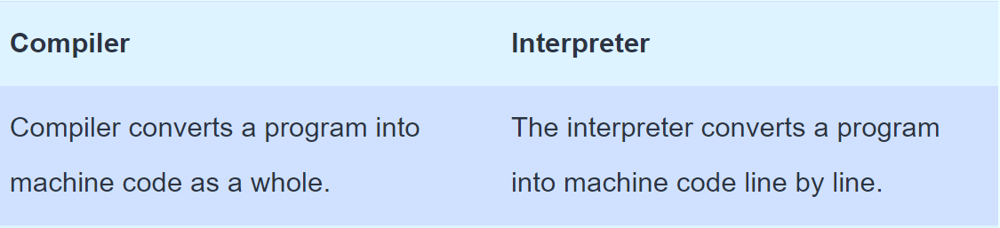 Compiler
Interpreter
Compiler converts a program into
machine code as a whole.
The interpreter converts a program
into machine code line by line.